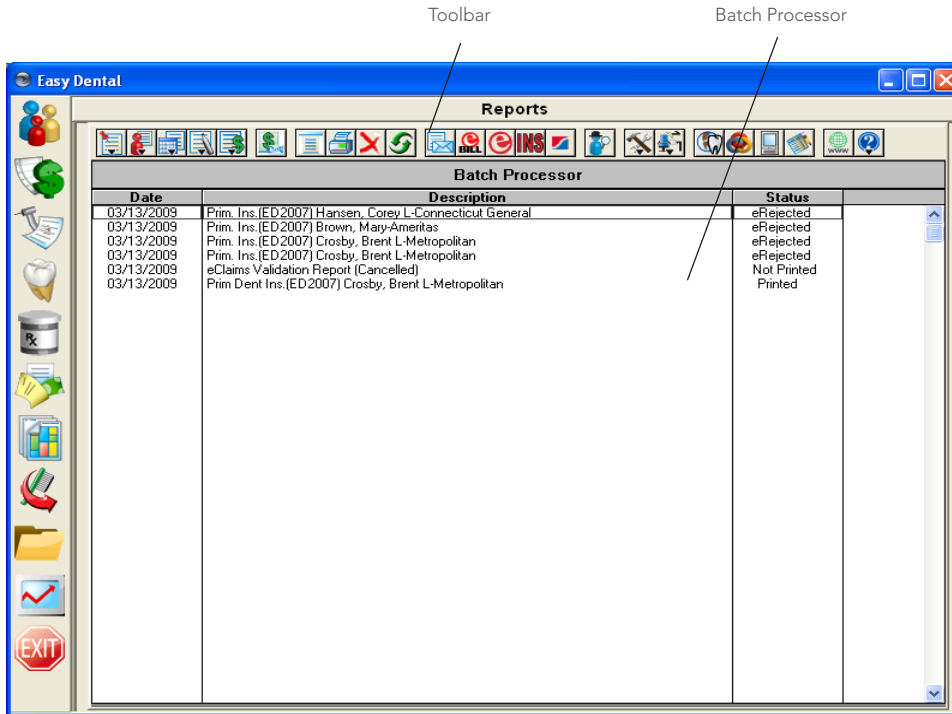 Toolbar Batch Processor
Easy Dental
Reports
BILL INS www
Batch Processor
Date Description Status
03/13/2009 Prim. Ins.(ED2007) Hansen, Corey L-Connecticut General eRejected
03/13/2009 Prim. Ins.(ED2007) Brown, Mary-Ameritas eRejected
03/13/2009 Prim. Ins.(ED2007) Crosby, Brent L-Metropolitan eRejected
03/13/2009 Prim. Ins.(ED2007) Crosby, Brent L-Metropolitan eRejected
03/13/2009 eClaims Validation Report (Cancelled) Not Printed
03/13/2009 Prim Dent Ins.(ED2007) Crosby, Brent L-Metropolitan Printed
Rx
EXIT